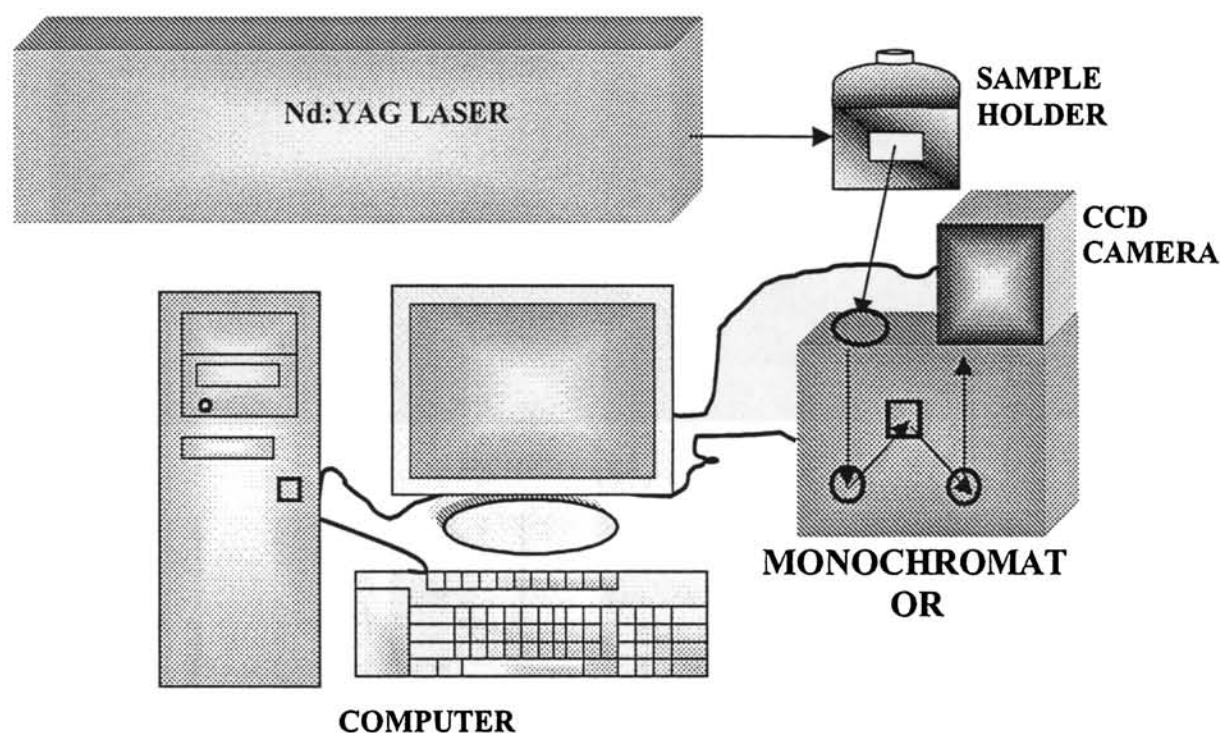 Nd:YAG LASER
SAMPLE
HOLDER
CCD
CAMERA
MONOCHROMAT
OR
COMPUTER